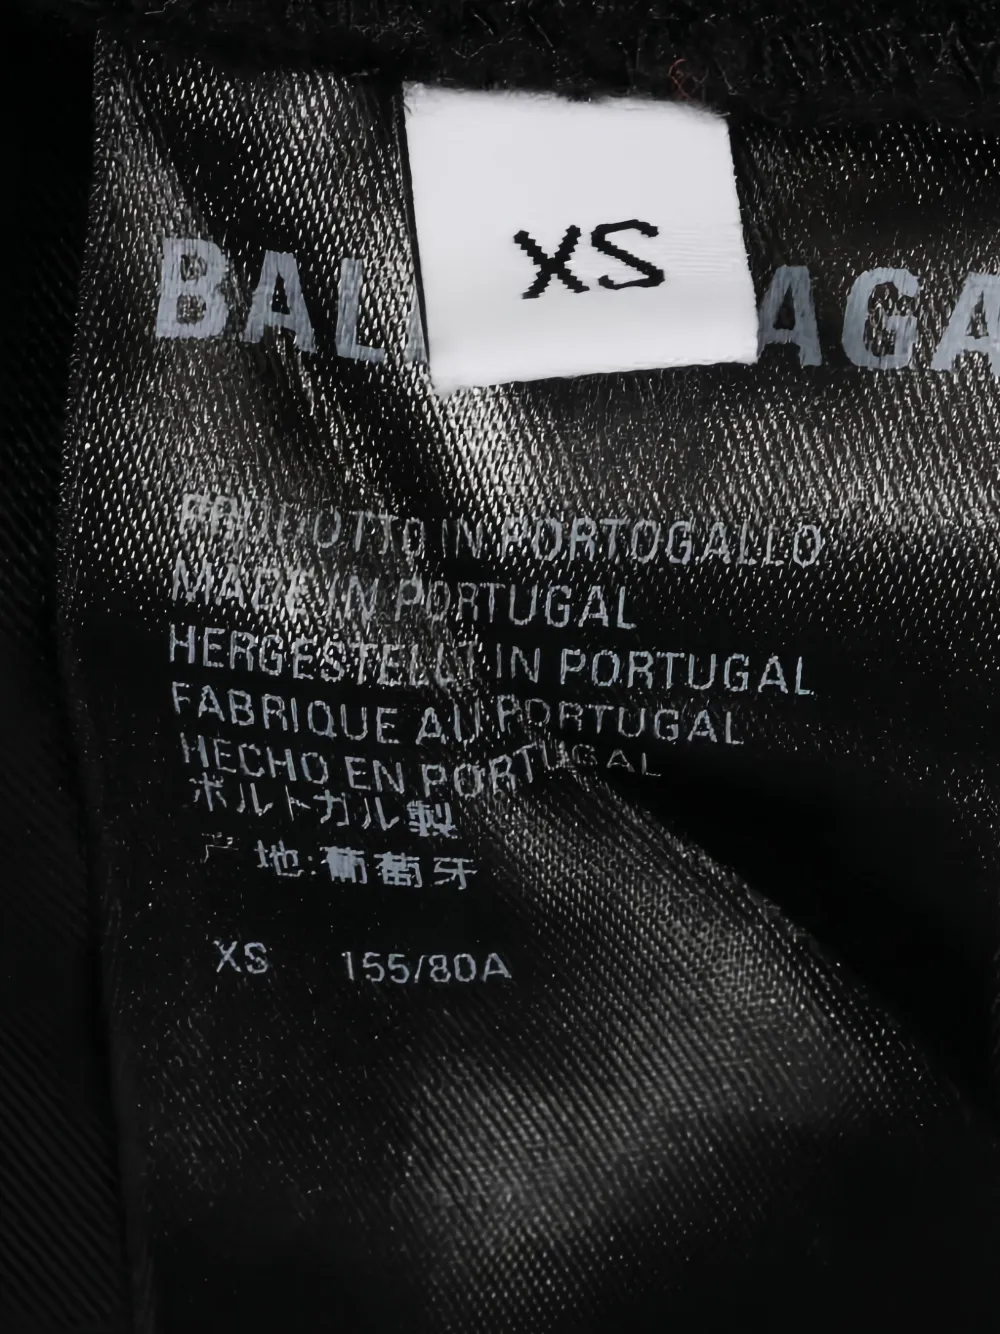 XS
BAL AGA
PRODOTTO IN PORTOGALLO
MADE IN PORTUGAL
HERGESTELLT IN PORTUGAL
FABRIQUE AU PORTUGAL
HECHO EN PORTUGAL
ポルトガル製
产地:葡萄牙
XS 155/80A